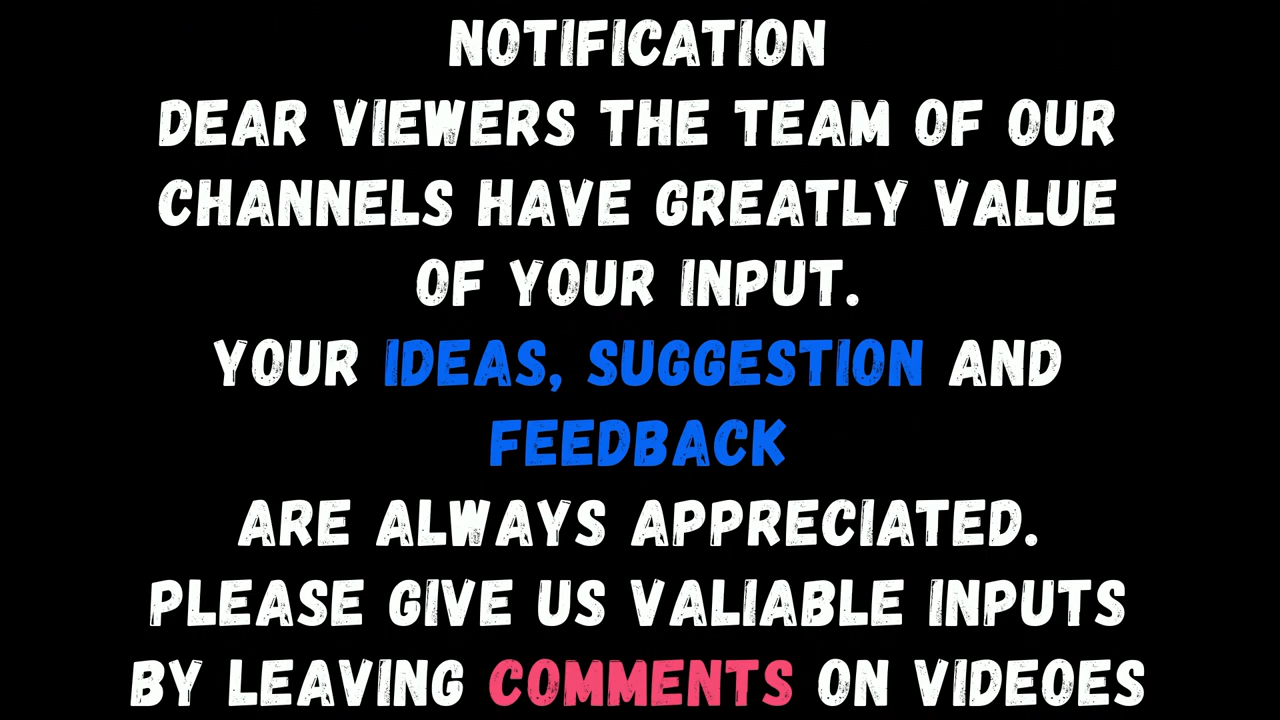 NOTIFICATION
DEAR VIEWERS THE TEAM OF OUR
CHANNELS HAVE GREATLY VALUE
OF YOUR INPUT.
YOUR IDEAS, SUGGESTION AND
FEEDBACK
ARE ALWAYS APPRECIATED.
PLEASE GIVE US VALIABLE INPUTS
BY LEAVING COMMENTS ON VIDEOES